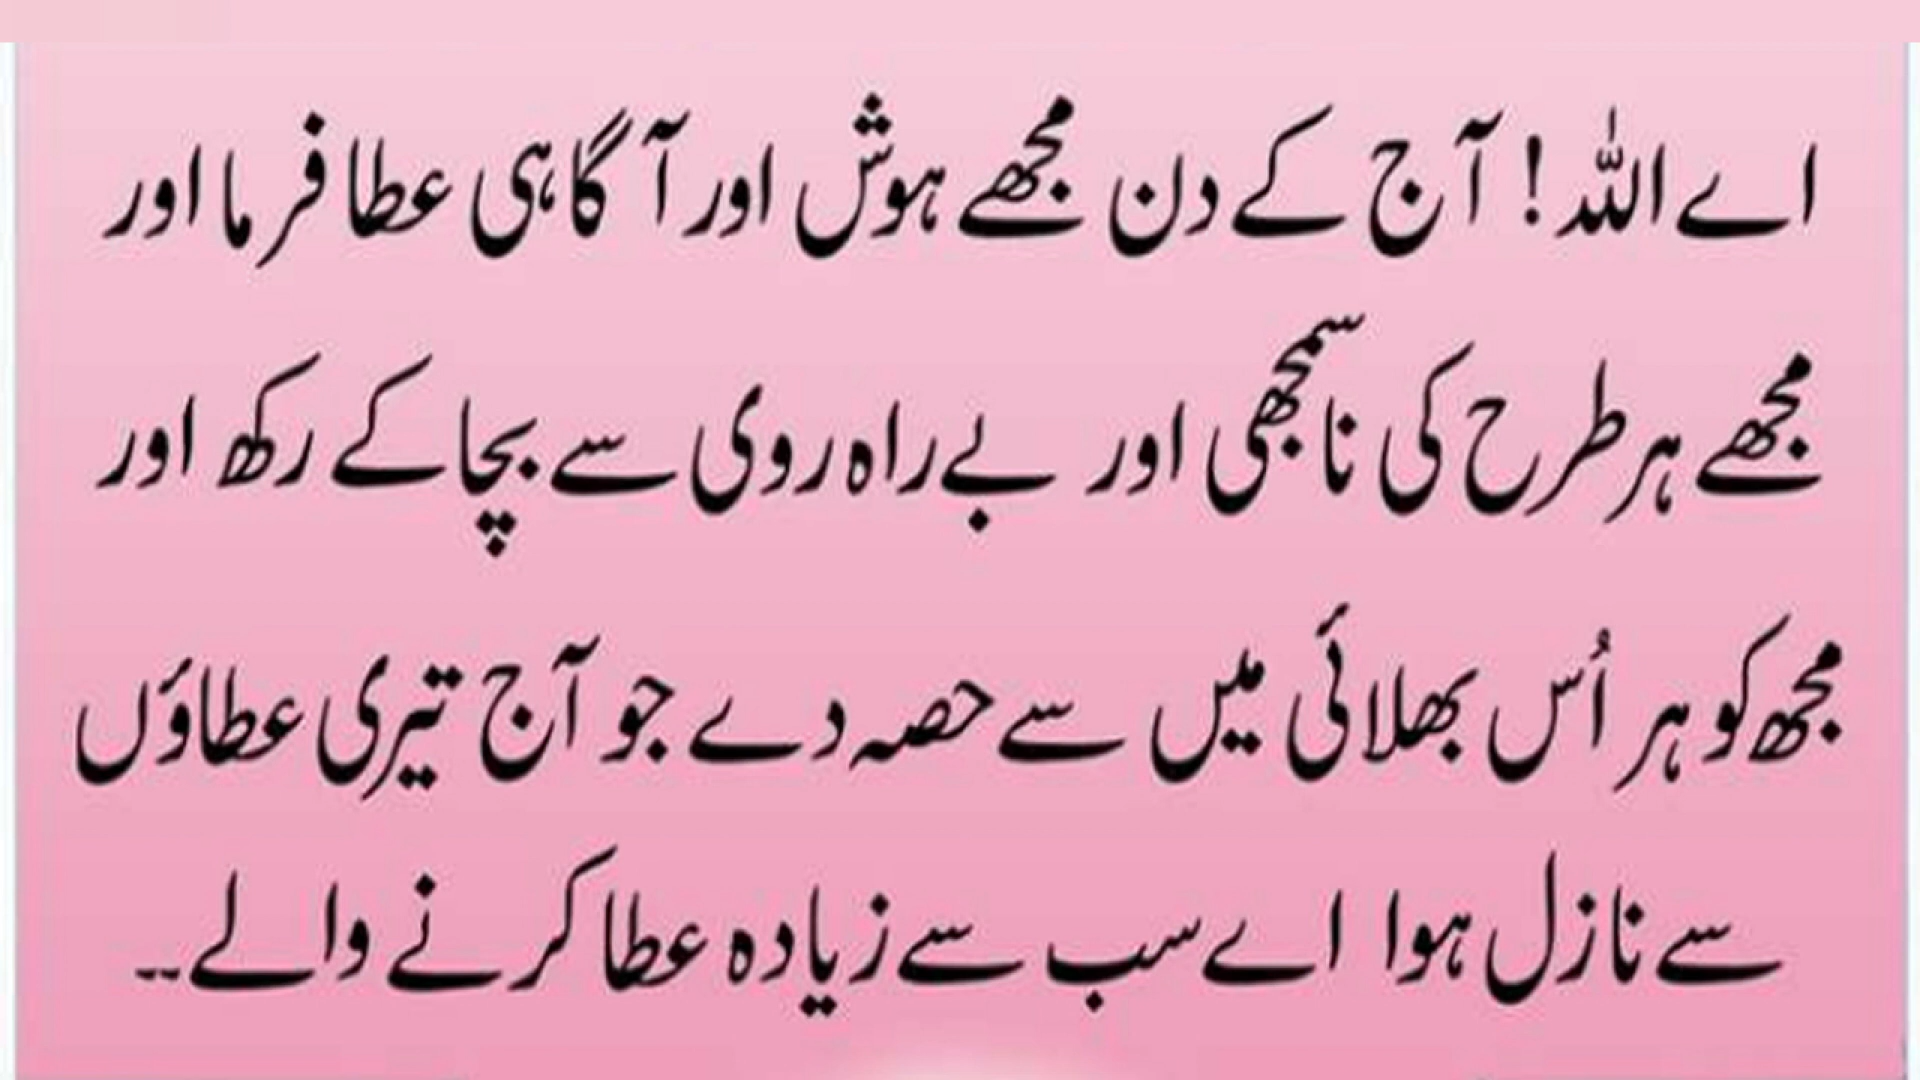 اے اللہ! آج کے دن مجھے ہوش اور آگاہی عطا فرما اور
مجھے ہر طرح کی ناسمجھی اور بے راہ روی سے بچا کے رکھ اور
مجھ کو ہر اُس بھلائی میں سے حصہ دے جو آج تیری عطاؤں
سے نازل ہوا اے سب سے زیادہ عطا کرنے والے۔۔